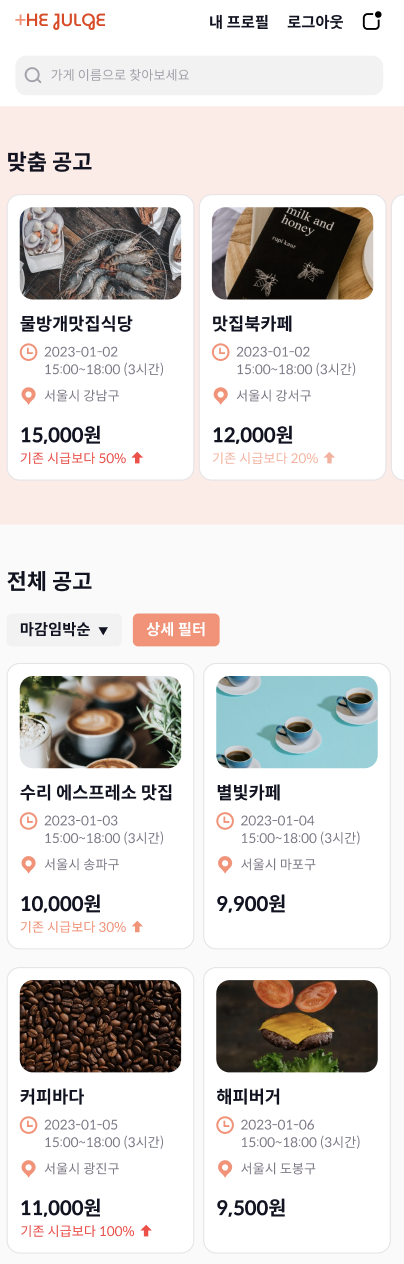 THE JULGE
내 프로필 로그아웃
가게 이름으로 찾아보세요
맞춤 공고
물방개맛집식당
2023-01-02
15:00~18:00 (3시간)
서울시 강남구
15,000원
기존 시급보다 50%
milk and
honey
rupi kaur
맛집북카페
2023-01-02
15:00~18:00 (3시간)
서울시 강서구
12,000원
기존 시급보다 20%
전체 공고
마감임박순 ▼
상세 필터
수리 에스프레소 맛집
2023-01-03
15:00~18:00 (3시간)
서울시 송파구
10,000원
기존 시급보다 30%
별빛카페
2023-01-04
15:00~18:00 (3시간)
서울시 마포구
9,900원
커피바다
2023-01-05
15:00~18:00 (3시간)
서울시 광진구
11,000원
기존 시급보다 100%
해피버거
2023-01-06
15:00~18:00 (3시간)
서울시 도봉구
9,500원